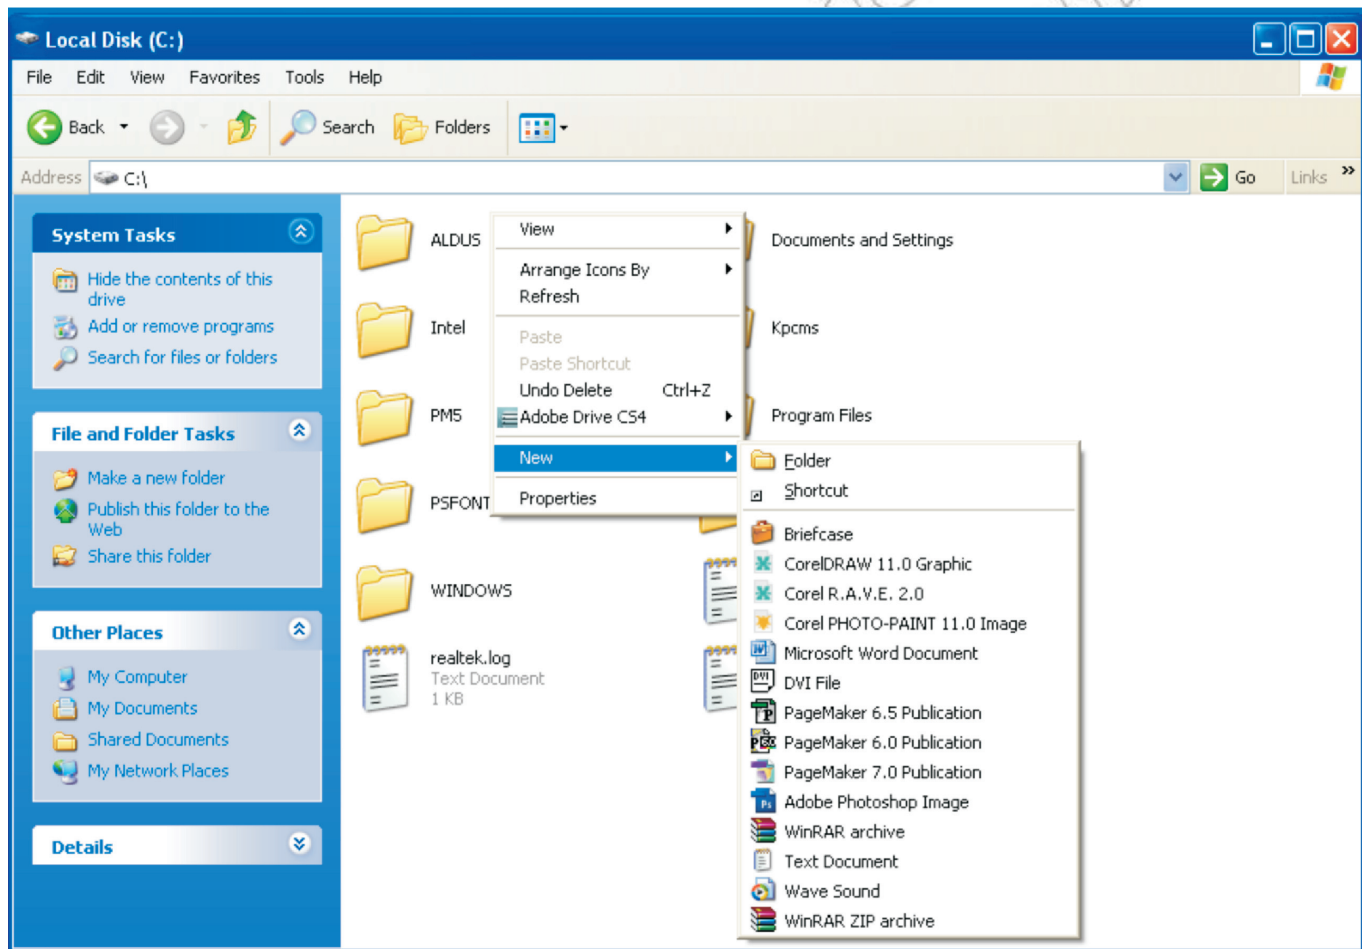 Local Disk (C:)
File Edit View Favorites Tools Help
Back Search Folders
Address C:\ Go Links »
System Tasks
Hide the contents of this
drive
Add or remove programs
Search for files or folders
File and Folder Tasks
Make a new folder
Publish this folder to the
Web
Share this folder
Other Places
My Computer
My Documents
Shared Documents
My Network Places
Details
ALDUS
Intel
PM5
PSFONT
WINDOWS
realtek.log
Text Document
1 KB
Documents and Settings
Kpcms
Program Files
View
Arrange Icons By
Refresh
Paste
Paste Shortcut
Undo Delete Ctrl+Z
Adobe Drive CS4
New
Properties
Folder
Shortcut
Briefcase
CorelDRAW 11.0 Graphic
Corel R.A.V.E. 2.0
Corel PHOTO-PAINT 11.0 Image
Microsoft Word Document
DVI File
PageMaker 6.5 Publication
PageMaker 6.0 Publication
PageMaker 7.0 Publication
Adobe Photoshop Image
WinRAR archive
Text Document
Wave Sound
WinRAR ZIP archive